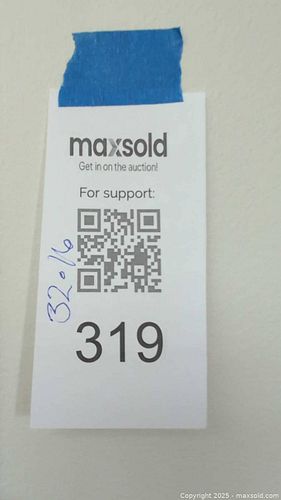 maxsold
Get in on the auction!
For support:
32016
319
Copyright © 2025 - maxsold.com